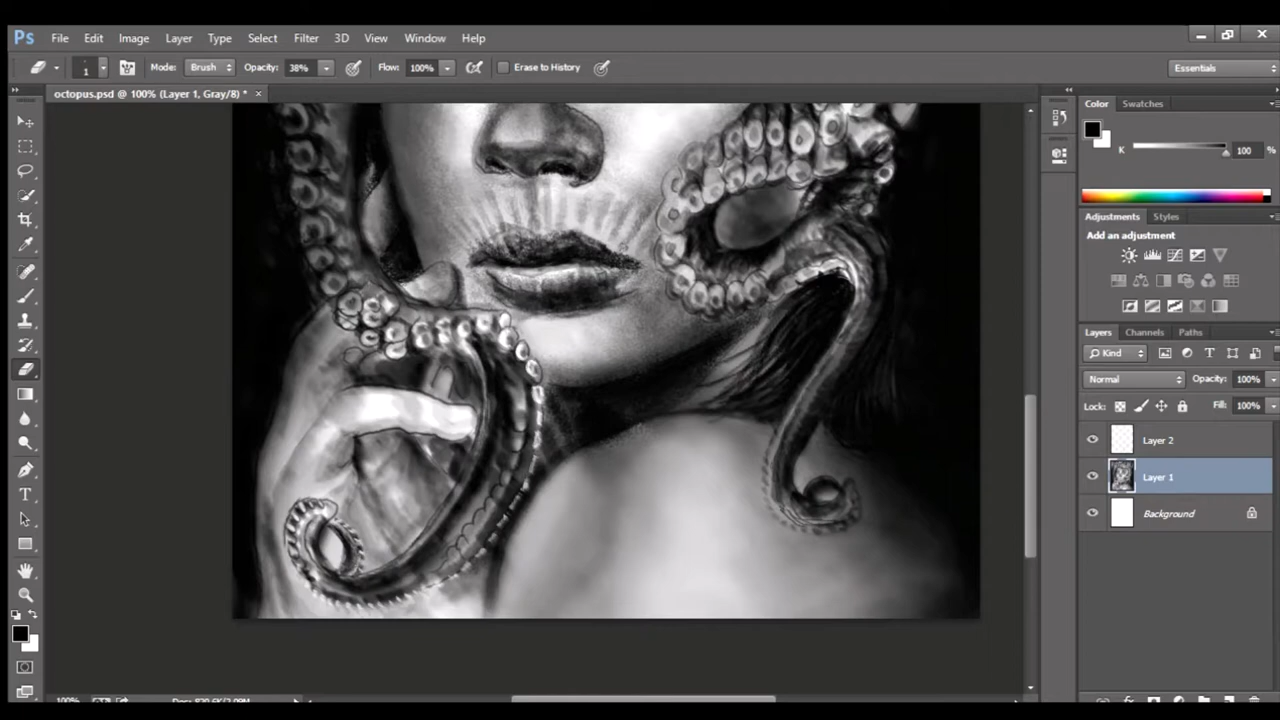 Ps File Edit Image Layer Type Select Filter 3D View Window Help
1 Mode: Brush Opacity: 38% Flow: 100% Erase to History Essentials
octopus.psd @ 100% (Layer 1, Gray/8) * ×
Color Swatches
K 100 %
Adjustments Styles
Add an adjustment
Layers Channels Paths
Kind
Normal Opacity: 100%
Lock: Fill: 100%
Layer 2
Layer 1
Background
100%